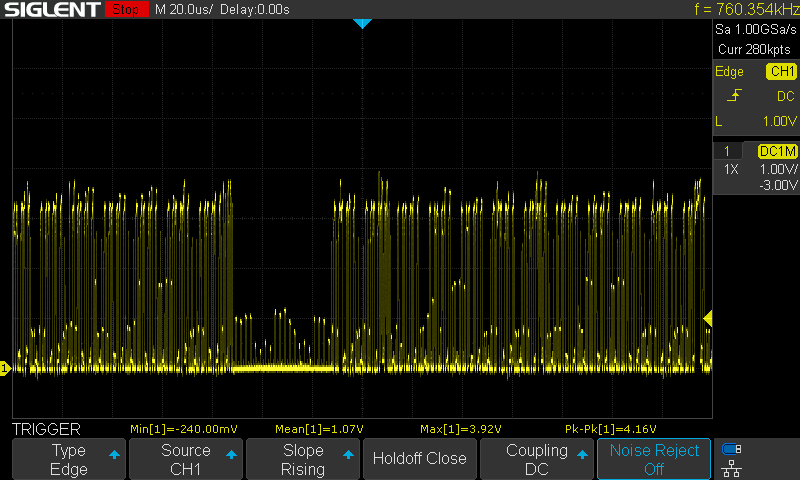 SIGLENT Stop M 20.0us/ Delay:0.00s f = 760.354kHz
Sa 1.00GSa/s
Curr 280kpts
Edge CH1
DC
L 1.00V
1 DC1M
1X 1.00V/
-3.00V
1
TRIGGER Min[1]=-240.00mV Mean[1]=1.07V Max[1]=3.92V Pk-Pk[1]=4.16V
Type Source Slope Holdoff Close Coupling Noise Reject
Edge CH1 Rising DC Off